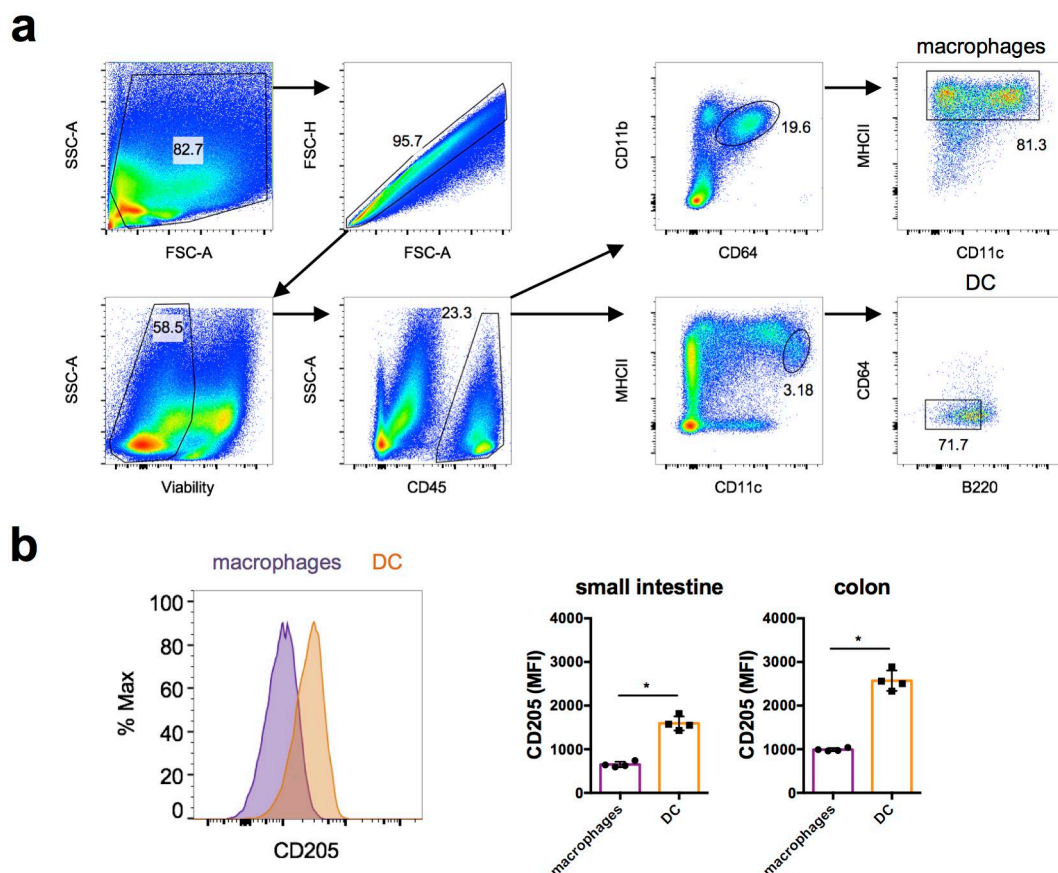 a
macrophages
SSC-A
82.7
FSC-A
FSC-H
95.7
FSC-A
CD11b
19.6
CD64
MHCII
81.3
CD11c
DC
SSC-A
58.5
Viability
SSC-A
23.3
CD45
MHCII
3.18
CD11c
CD64
71.7
B220
b
macrophages DC
% Max
100
80
60
40
20
0
CD205
small intestine
CD205 (MFI)
4000
3000
2000
1000
0
*
macrophages
DC
colon
CD205 (MFI)
4000
3000
2000
1000
0
*
macrophages
DC